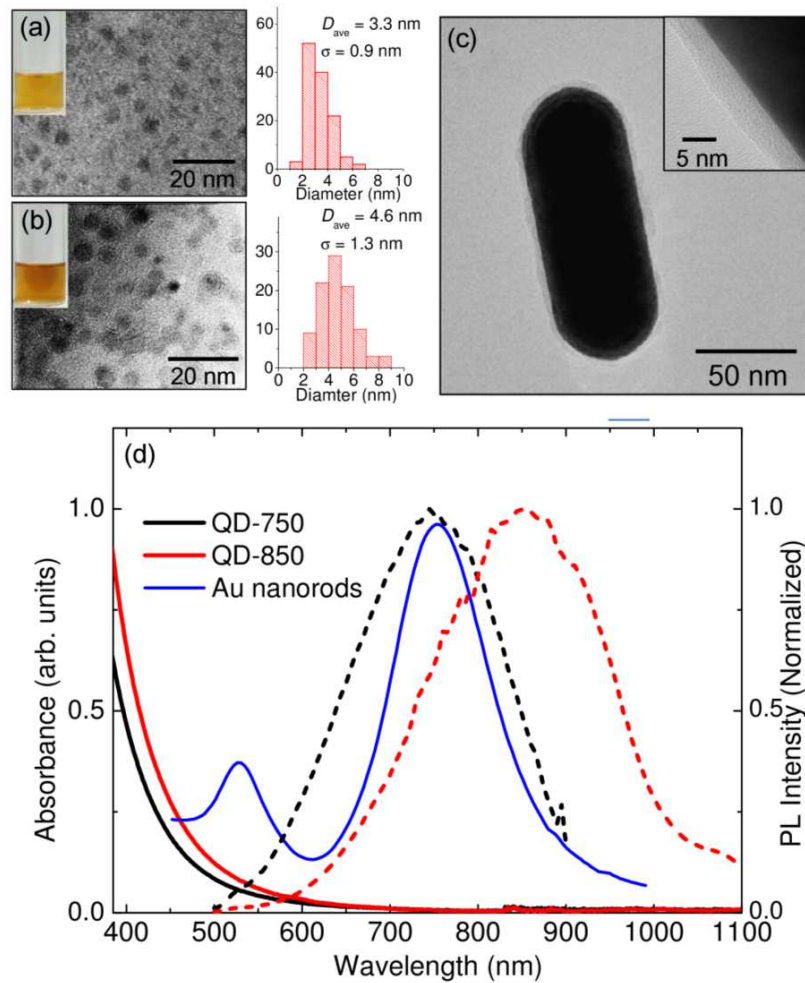 (a)
20 nm
60
40
20
0
D ave = 3.3 nm
σ = 0.9 nm
0 2 4 6 8 10
Diameter (nm)
(b)
20 nm
30
20
10
0
D ave = 4.6 nm
σ = 1.3 nm
0 2 4 6 8 10
Diamter (nm)
(c)
5 nm
50 nm
(d)
QD-750
QD-850
Au nanorods
Absorbance (arb. units)
1.0
0.5
0.0
PL Intensity (Normalized)
1.0
0.5
0.0
400 500 600 700 800 900 1000 1100
Wavelength (nm)